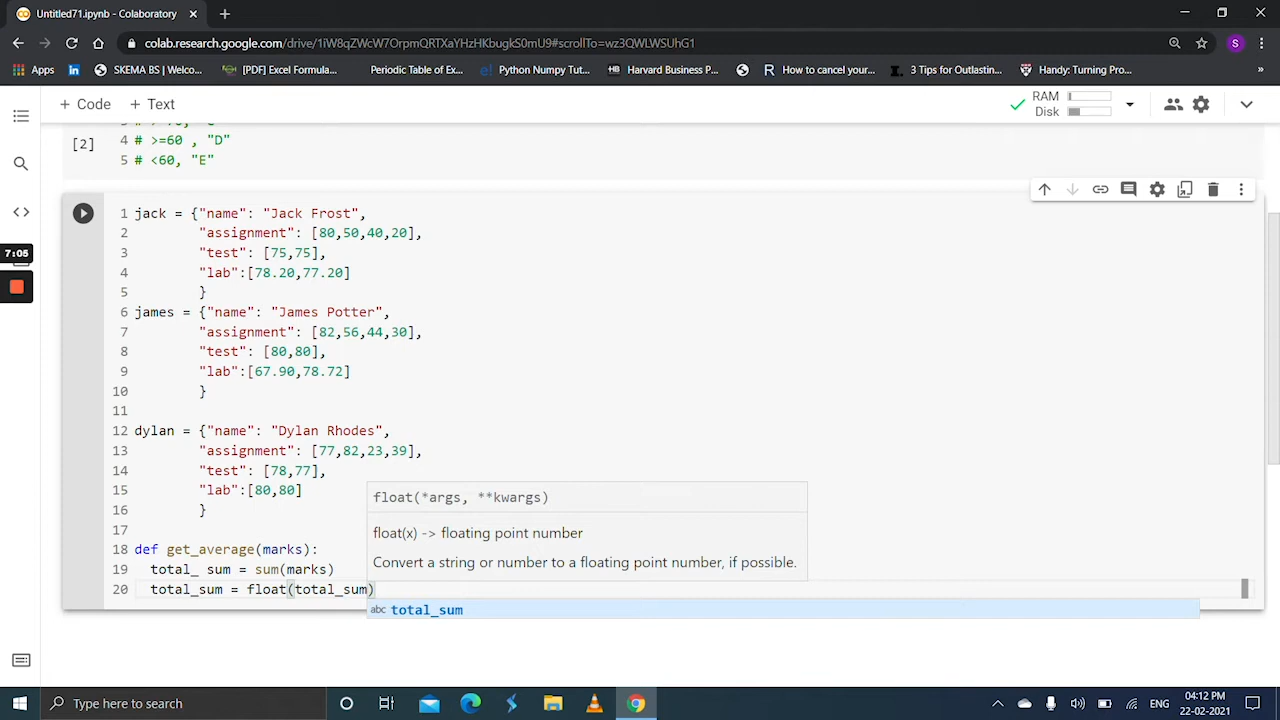 Untitled71.ipynb - Colaboratory
colab.research.google.com/drive/1iW8qZWcW7OrpmQRTXaYHzHKbugkS0mU9#scrollTo=wz3QWLWSUhG1
S
Apps
SKEMA BS | Welco...
[PDF] Excel Formula...
Periodic Table of Ex...
Python Numpy Tut...
HB Harvard Business P...
R How to cancel your...
3 Tips for Outlastin...
Handy: Turning Pro...
+ Code + Text
RAM
Disk
[2]
4 # >=60 , "D"
5 # <60, "E"
7:05
1 jack = {"name": "Jack Frost",
2 "assignment": [80,50,40,20],
3 "test": [75,75],
4 "lab":[78.20,77.20]
5 }
6 james = {"name": "James Potter",
7 "assignment": [82,56,44,30],
8 "test": [80,80],
9 "lab":[67.90,78.72]
10 }
11
12 dylan = {"name": "Dylan Rhodes",
13 "assignment": [77,82,23,39],
14 "test": [78,77],
15 "lab":[80,80]
16 }
17
18 def get_average(marks):
19 total_ sum = sum(marks)
20 total_sum = float(total_sum)
float(*args, **kwargs)
float(x) -> floating point number
Convert a string or number to a floating point number, if possible.
abc total_sum
Type here to search
ENG
04:12 PM
22-02-2021